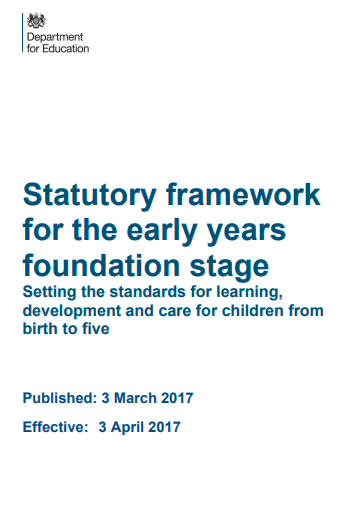 Department
for Education
Statutory framework
for the early years
foundation stage
Setting the standards for learning,
development and care for children from
birth to five
Published: 3 March 2017
Effective: 3 April 2017